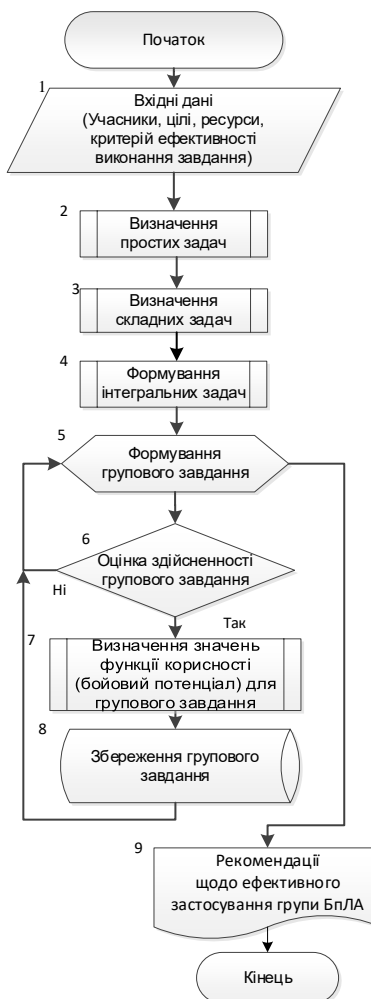 Початок
1
Вхідні дані
(Учасники, цілі, ресурси,
критерій ефективності
виконання завдання)
2
Визначення
простих задач
3
Визначення
складних задач
4
Формування
інтегральних задач
5
Формування
групового завдання
6
Оцінка здійсненності
групового завдання
Ні
Так
7
Визначення значень
функції корисності
(бойовий потенціал) для
групового завдання
8
Збереження групового
завдання
9
Рекомендації
щодо ефективного
застосування групи БпЛА
Кінець